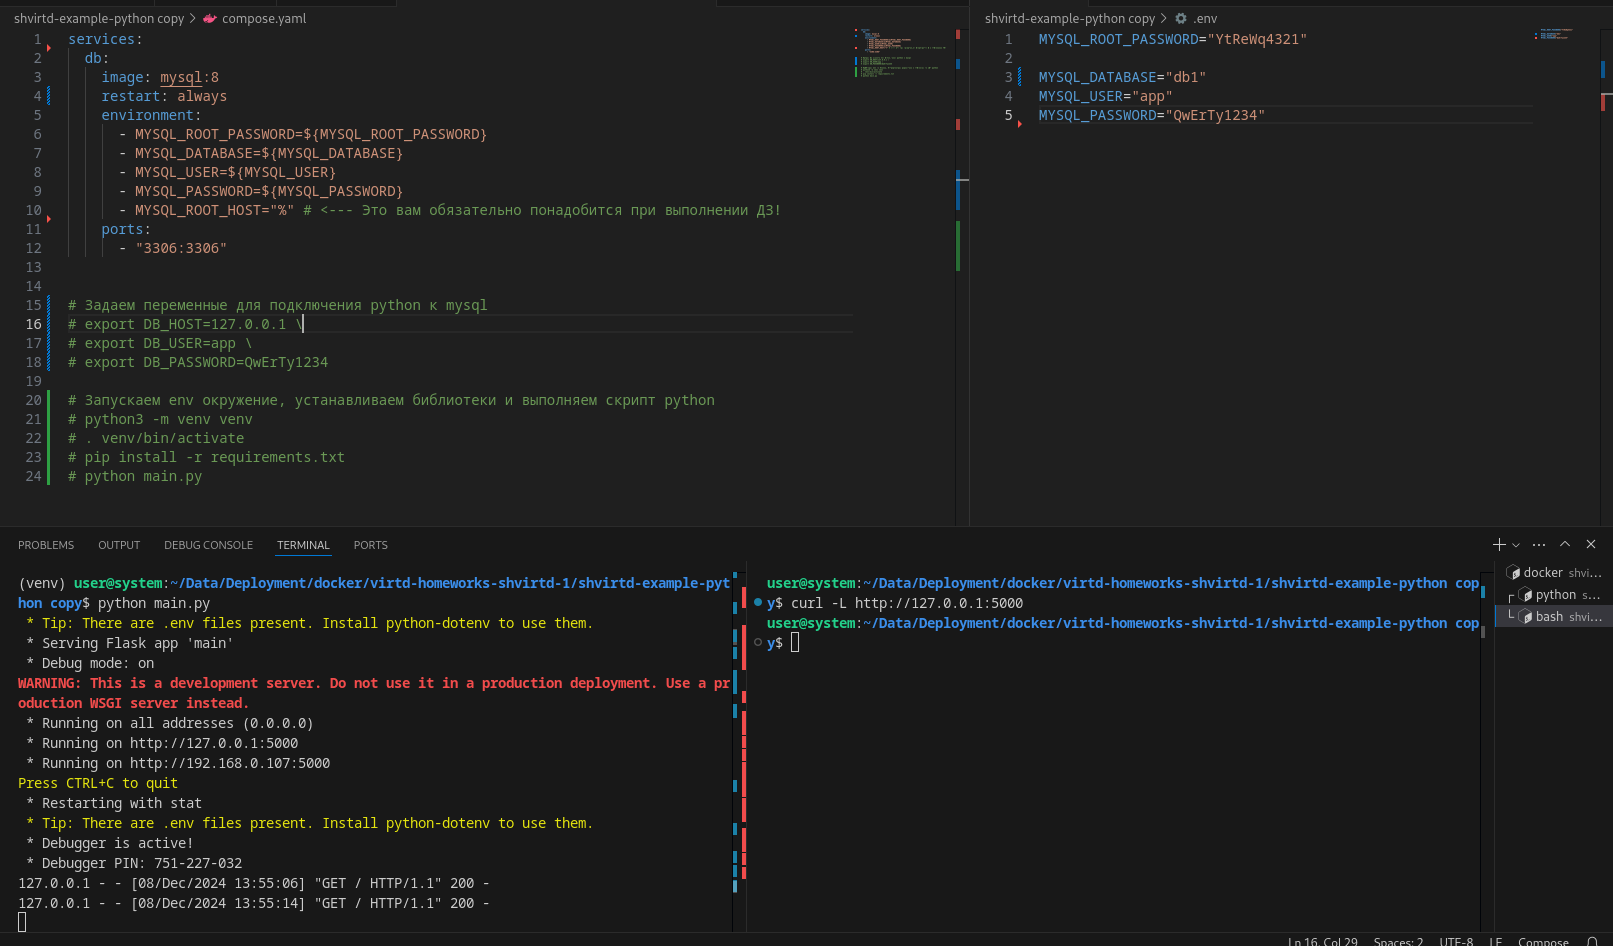 shvirtd-example-python copy > compose.yaml
1 services:
2 db:
3 image: mysql:8
4 restart: always
5 environment:
6 - MYSQL_ROOT_PASSWORD=${MYSQL_ROOT_PASSWORD}
7 - MYSQL_DATABASE=${MYSQL_DATABASE}
8 - MYSQL_USER=${MYSQL_USER}
9 - MYSQL_PASSWORD=${MYSQL_PASSWORD}
10 - MYSQL_ROOT_HOST="%" # <--- Это вам обязательно понадобится при выполнении ДЗ!
11 ports:
12 - "3306:3306"
13
14
15 # Задаем переменные для подключения python к mysql
16 # export DB_HOST=127.0.0.1 \
17 # export DB_USER=app \
18 # export DB_PASSWORD=QwErTy1234
19
20 # Запускаем env окружение, устанавливаем библиотеки и выполняем скрипт python
21 # python3 -m venv venv
22 # . venv/bin/activate
23 # pip install -r requirements.txt
24 # python main.py
shvirtd-example-python copy > .env
1 MYSQL_ROOT_PASSWORD="YtReWq4321"
2
3 MYSQL_DATABASE="db1"
4 MYSQL_USER="app"
5 MYSQL_PASSWORD="QwErTy1234"
PROBLEMS OUTPUT DEBUG CONSOLE TERMINAL PORTS
(venv) user@system:~/Data/Deployment/docker/virtd-homeworks-shvirtd-1/shvirtd-example-pyt
hon copy$ python main.py
* Tip: There are .env files present. Install python-dotenv to use them.
* Serving Flask app 'main'
* Debug mode: on
WARNING: This is a development server. Do not use it in a production deployment. Use a pr
oduction WSGI server instead.
* Running on all addresses (0.0.0.0)
* Running on http://127.0.0.1:5000
* Running on http://192.168.0.107:5000
Press CTRL+C to quit
* Restarting with stat
* Tip: There are .env files present. Install python-dotenv to use them.
* Debugger is active!
* Debugger PIN: 751-227-032
127.0.0.1 - - [08/Dec/2024 13:55:06] "GET / HTTP/1.1" 200 -
127.0.0.1 - - [08/Dec/2024 13:55:14] "GET / HTTP/1.1" 200 -
user@system:~/Data/Deployment/docker/virtd-homeworks-shvirtd-1/shvirtd-example-python cop
y$ curl -L http://127.0.0.1:5000
user@system:~/Data/Deployment/docker/virtd-homeworks-shvirtd-1/shvirtd-example-python cop
y$
docker shvi...
python s...
bash shvi...
Ln 16, Col 29 Spaces: 2 UTF-8 LF Compose